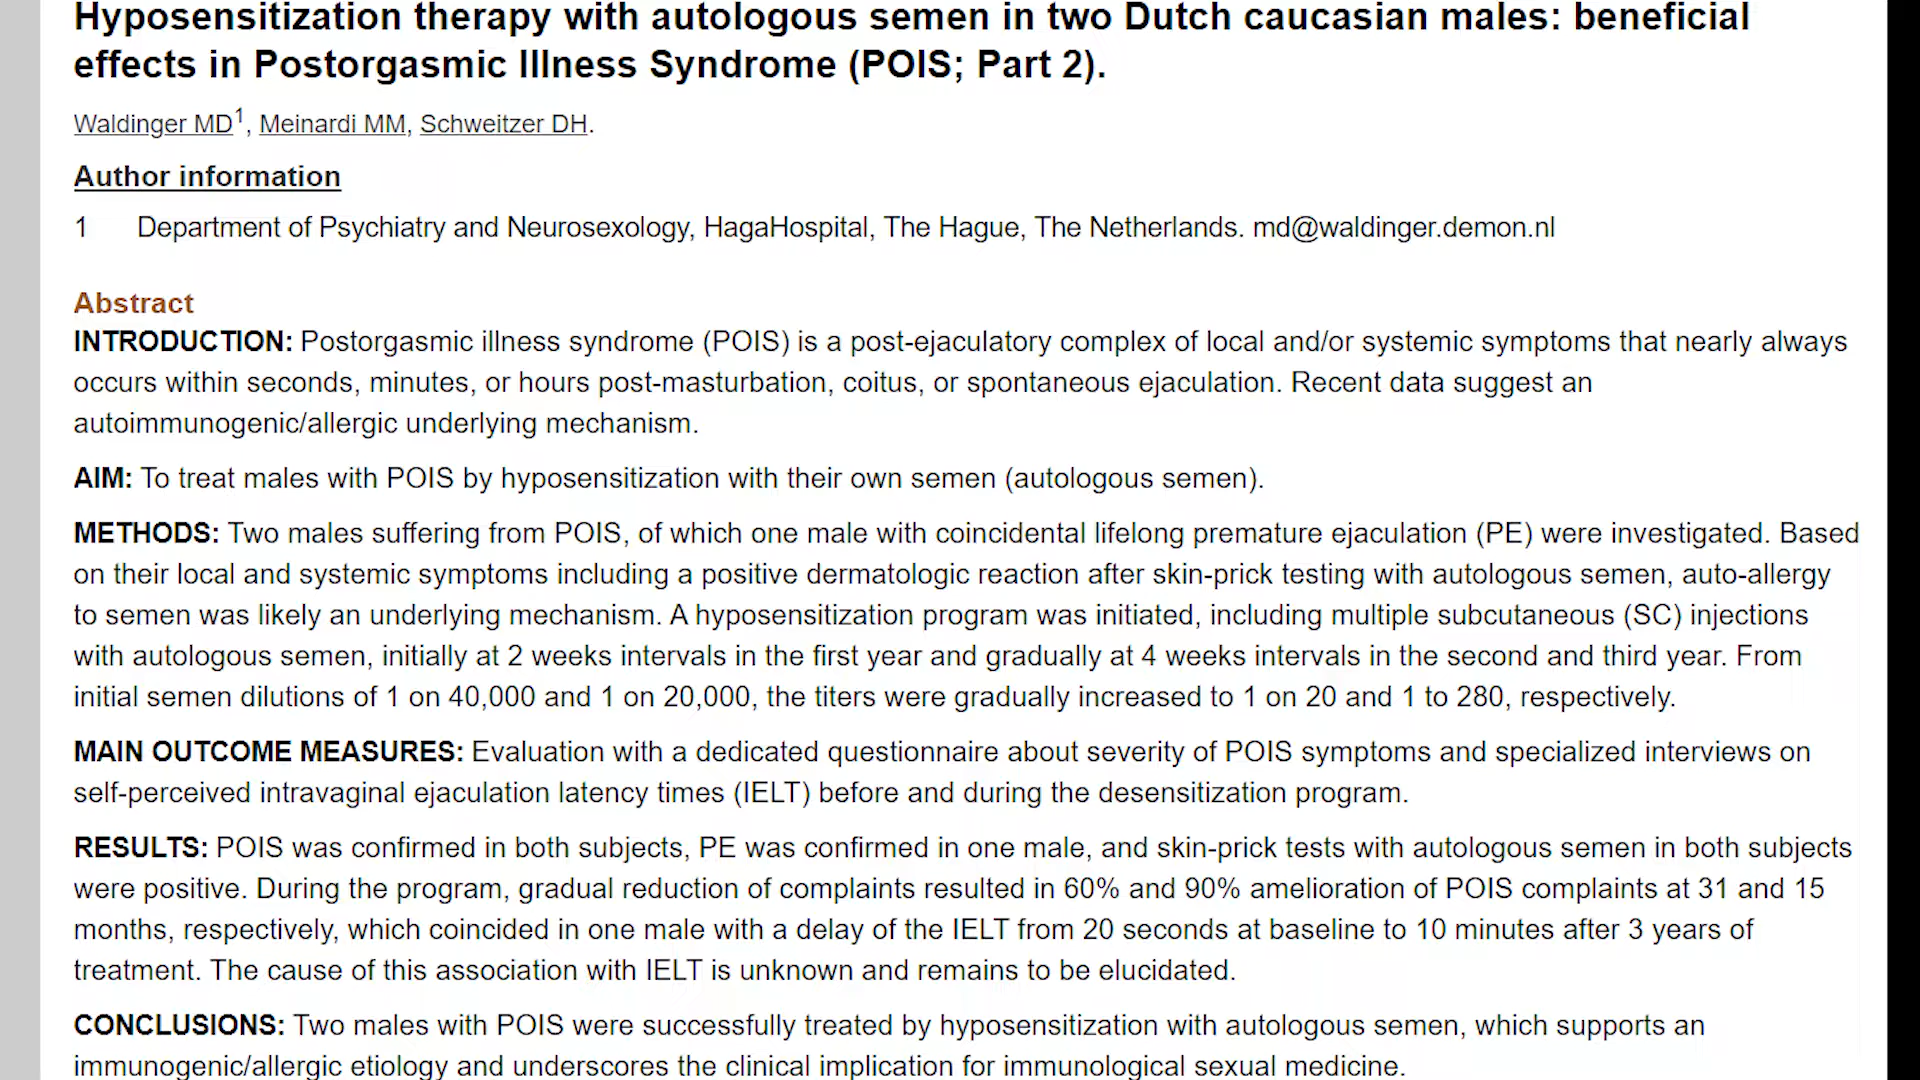 Hyposensitization therapy with autologous semen in two Dutch caucasian males: beneficial
effects in Postorgasmic Illness Syndrome (POIS; Part 2).
Waldinger MD1, Meinardi MM, Schweitzer DH.
Author information
1 Department of Psychiatry and Neurosexology, HagaHospital, The Hague, The Netherlands. md@waldinger.demon.nl
Abstract
INTRODUCTION: Postorgasmic illness syndrome (POIS) is a post-ejaculatory complex of local and/or systemic symptoms that nearly always
occurs within seconds, minutes, or hours post-masturbation, coitus, or spontaneous ejaculation. Recent data suggest an
autoimmunogenic/allergic underlying mechanism.
AIM: To treat males with POIS by hyposensitization with their own semen (autologous semen).
METHODS: Two males suffering from POIS, of which one male with coincidental lifelong premature ejaculation (PE) were investigated. Based
on their local and systemic symptoms including a positive dermatologic reaction after skin-prick testing with autologous semen, auto-allergy
to semen was likely an underlying mechanism. A hyposensitization program was initiated, including multiple subcutaneous (SC) injections
with autologous semen, initially at 2 weeks intervals in the first year and gradually at 4 weeks intervals in the second and third year. From
initial semen dilutions of 1 on 40,000 and 1 on 20,000, the titers were gradually increased to 1 on 20 and 1 to 280, respectively.
MAIN OUTCOME MEASURES: Evaluation with a dedicated questionnaire about severity of POIS symptoms and specialized interviews on
self-perceived intravaginal ejaculation latency times (IELT) before and during the desensitization program.
RESULTS: POIS was confirmed in both subjects, PE was confirmed in one male, and skin-prick tests with autologous semen in both subjects
were positive. During the program, gradual reduction of complaints resulted in 60% and 90% amelioration of POIS complaints at 31 and 15
months, respectively, which coincided in one male with a delay of the IELT from 20 seconds at baseline to 10 minutes after 3 years of
treatment. The cause of this association with IELT is unknown and remains to be elucidated.
CONCLUSIONS: Two males with POIS were successfully treated by hyposensitization with autologous semen, which supports an
immunogenic/allergic etiology and underscores the clinical implication for immunological sexual medicine.